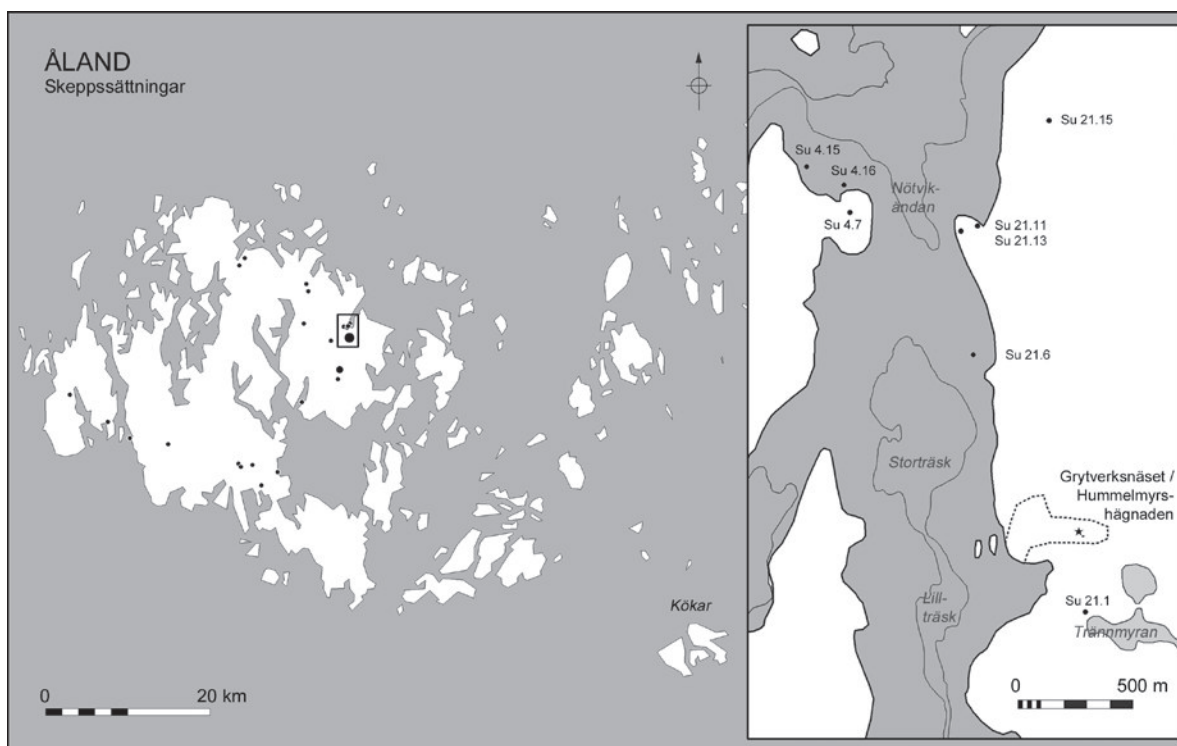 ÅLAND
Skeppssättningar
Kökar
0 20 km
Su 21.15
Su 4.15
Su 4.16
Nötvik-
ändan
Su 4.7
Su 21.11
Su 21.13
Su 21.6
Storträsk
Grytverksnäset /
Hummelmyrs-
hägnaden
Lill-
träsk
Su 21.1
Trännmyran
0 500 m